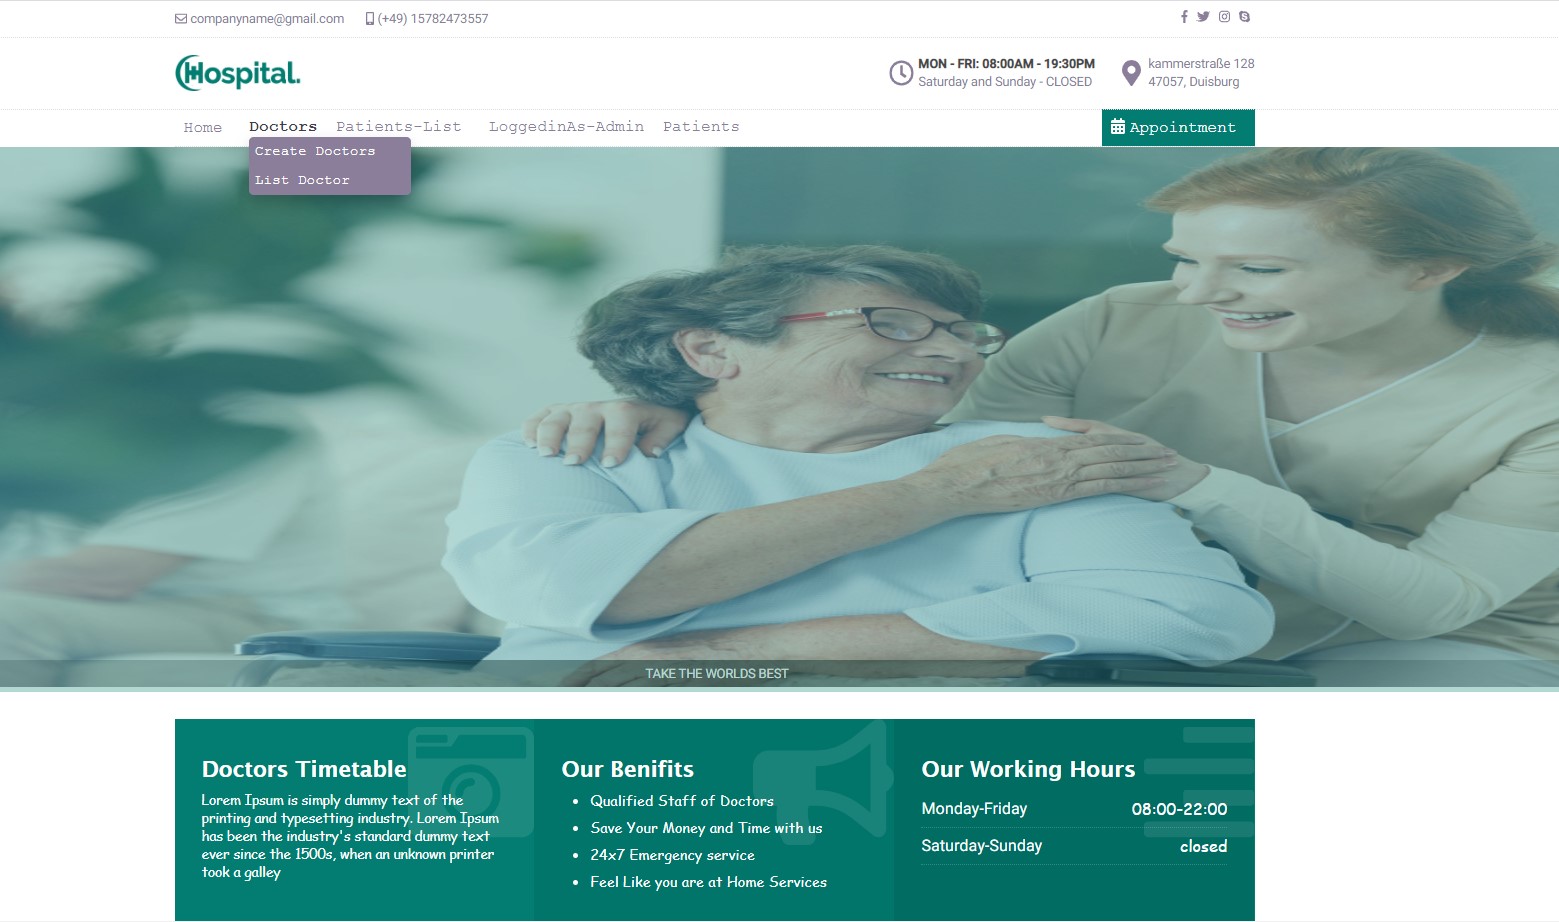 companyname@gmail.com (+49) 15782473557
Hospital.
MON - FRI: 08:00AM - 19:30PM
Saturday and Sunday - CLOSED
kammerstraße 128
47057, Duisburg
Home Doctors Patients-List LoggedinAs-Admin Patients Appointment
Create Doctors
List Doctor
TAKE THE WORLDS BEST
Doctors Timetable
Lorem Ipsum is simply dummy text of the
printing and typesetting industry. Lorem Ipsum
has been the industry's standard dummy text
ever since the 1500s, when an unknown printer
took a galley
Our Benifits
Qualified Staff of Doctors
Save Your Money and Time with us
24x7 Emergency service
Feel Like you are at Home Services
Our Working Hours
Monday-Friday 08:00-22:00
Saturday-Sunday closed